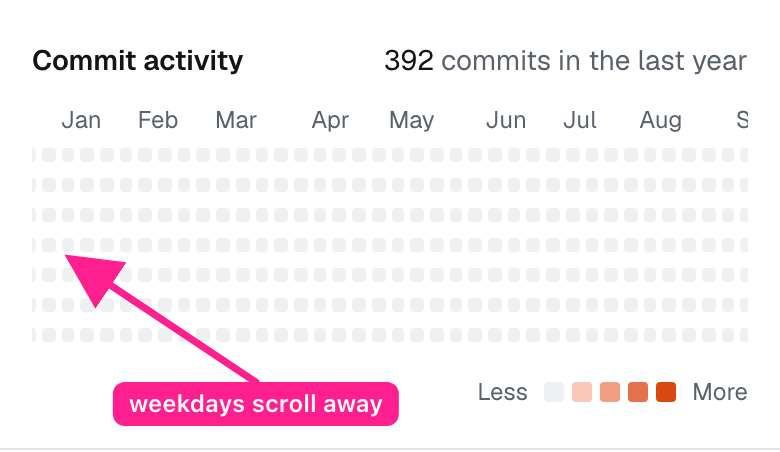 Commit activity 392 commits in the last year
Jan Feb Mar Apr May Jun Jul Aug S
weekdays scroll away
Less More